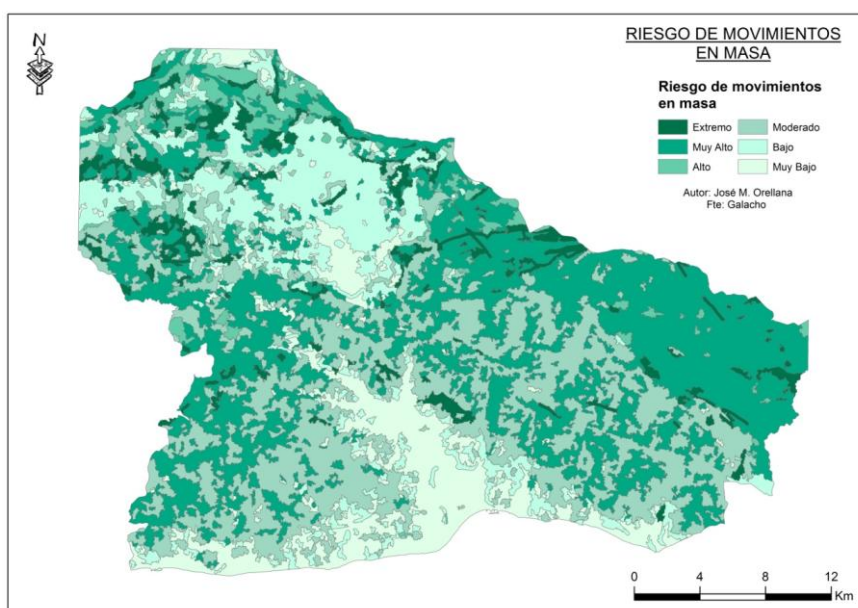 N
RIESGO DE MOVIMIENTOS
EN MASA
Riesgo de movimientos
en masa
Extremo
Muy Alto
Alto
Moderado
Bajo
Muy Bajo
Autor: José M. Orellana
Fte: Galacho
0 4 8 12
Km